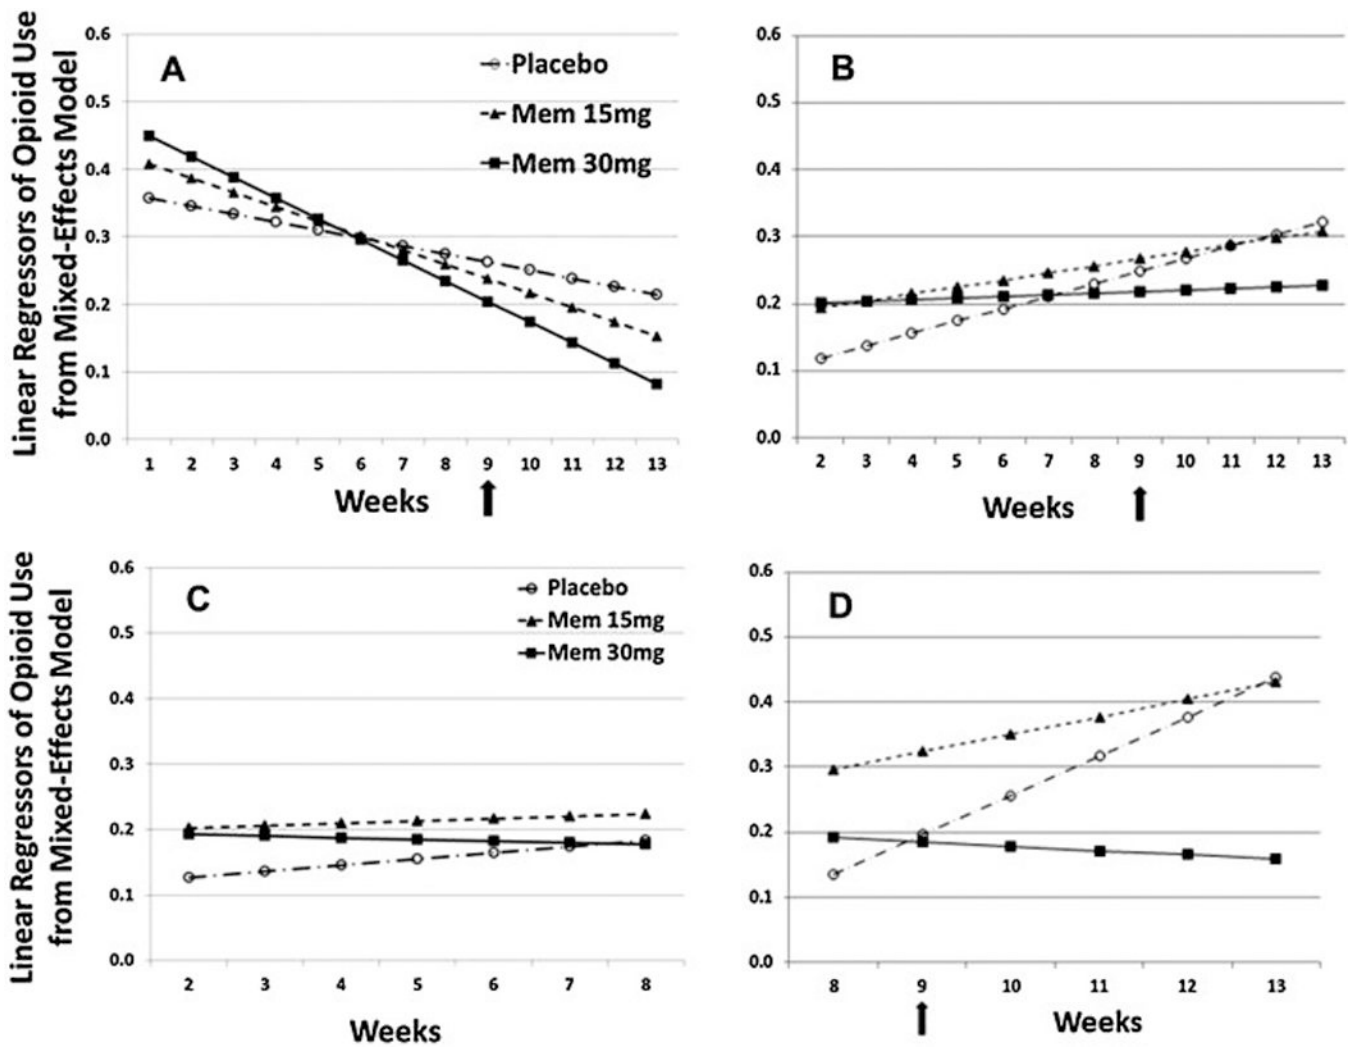 Linear Regressors of Opioid Use
from Mixed-Effects Model
A
Placebo
Mem 15mg
Mem 30mg
0.6
0.5
0.4
0.3
0.2
0.1
0.0
1 2 3 4 5 6 7 8 9 10 11 12 13
Weeks
B
0.6
0.5
0.4
0.3
0.2
0.1
0.0
2 3 4 5 6 7 8 9 10 11 12 13
Weeks
Linear Regressors of Opioid Use
from Mixed-Effects Model
C
Placebo
Mem 15mg
Mem 30mg
0.6
0.5
0.4
0.3
0.2
0.1
0.0
2 3 4 5 6 7 8
Weeks
D
0.6
0.5
0.4
0.3
0.2
0.1
0.0
8 9 10 11 12 13
Weeks